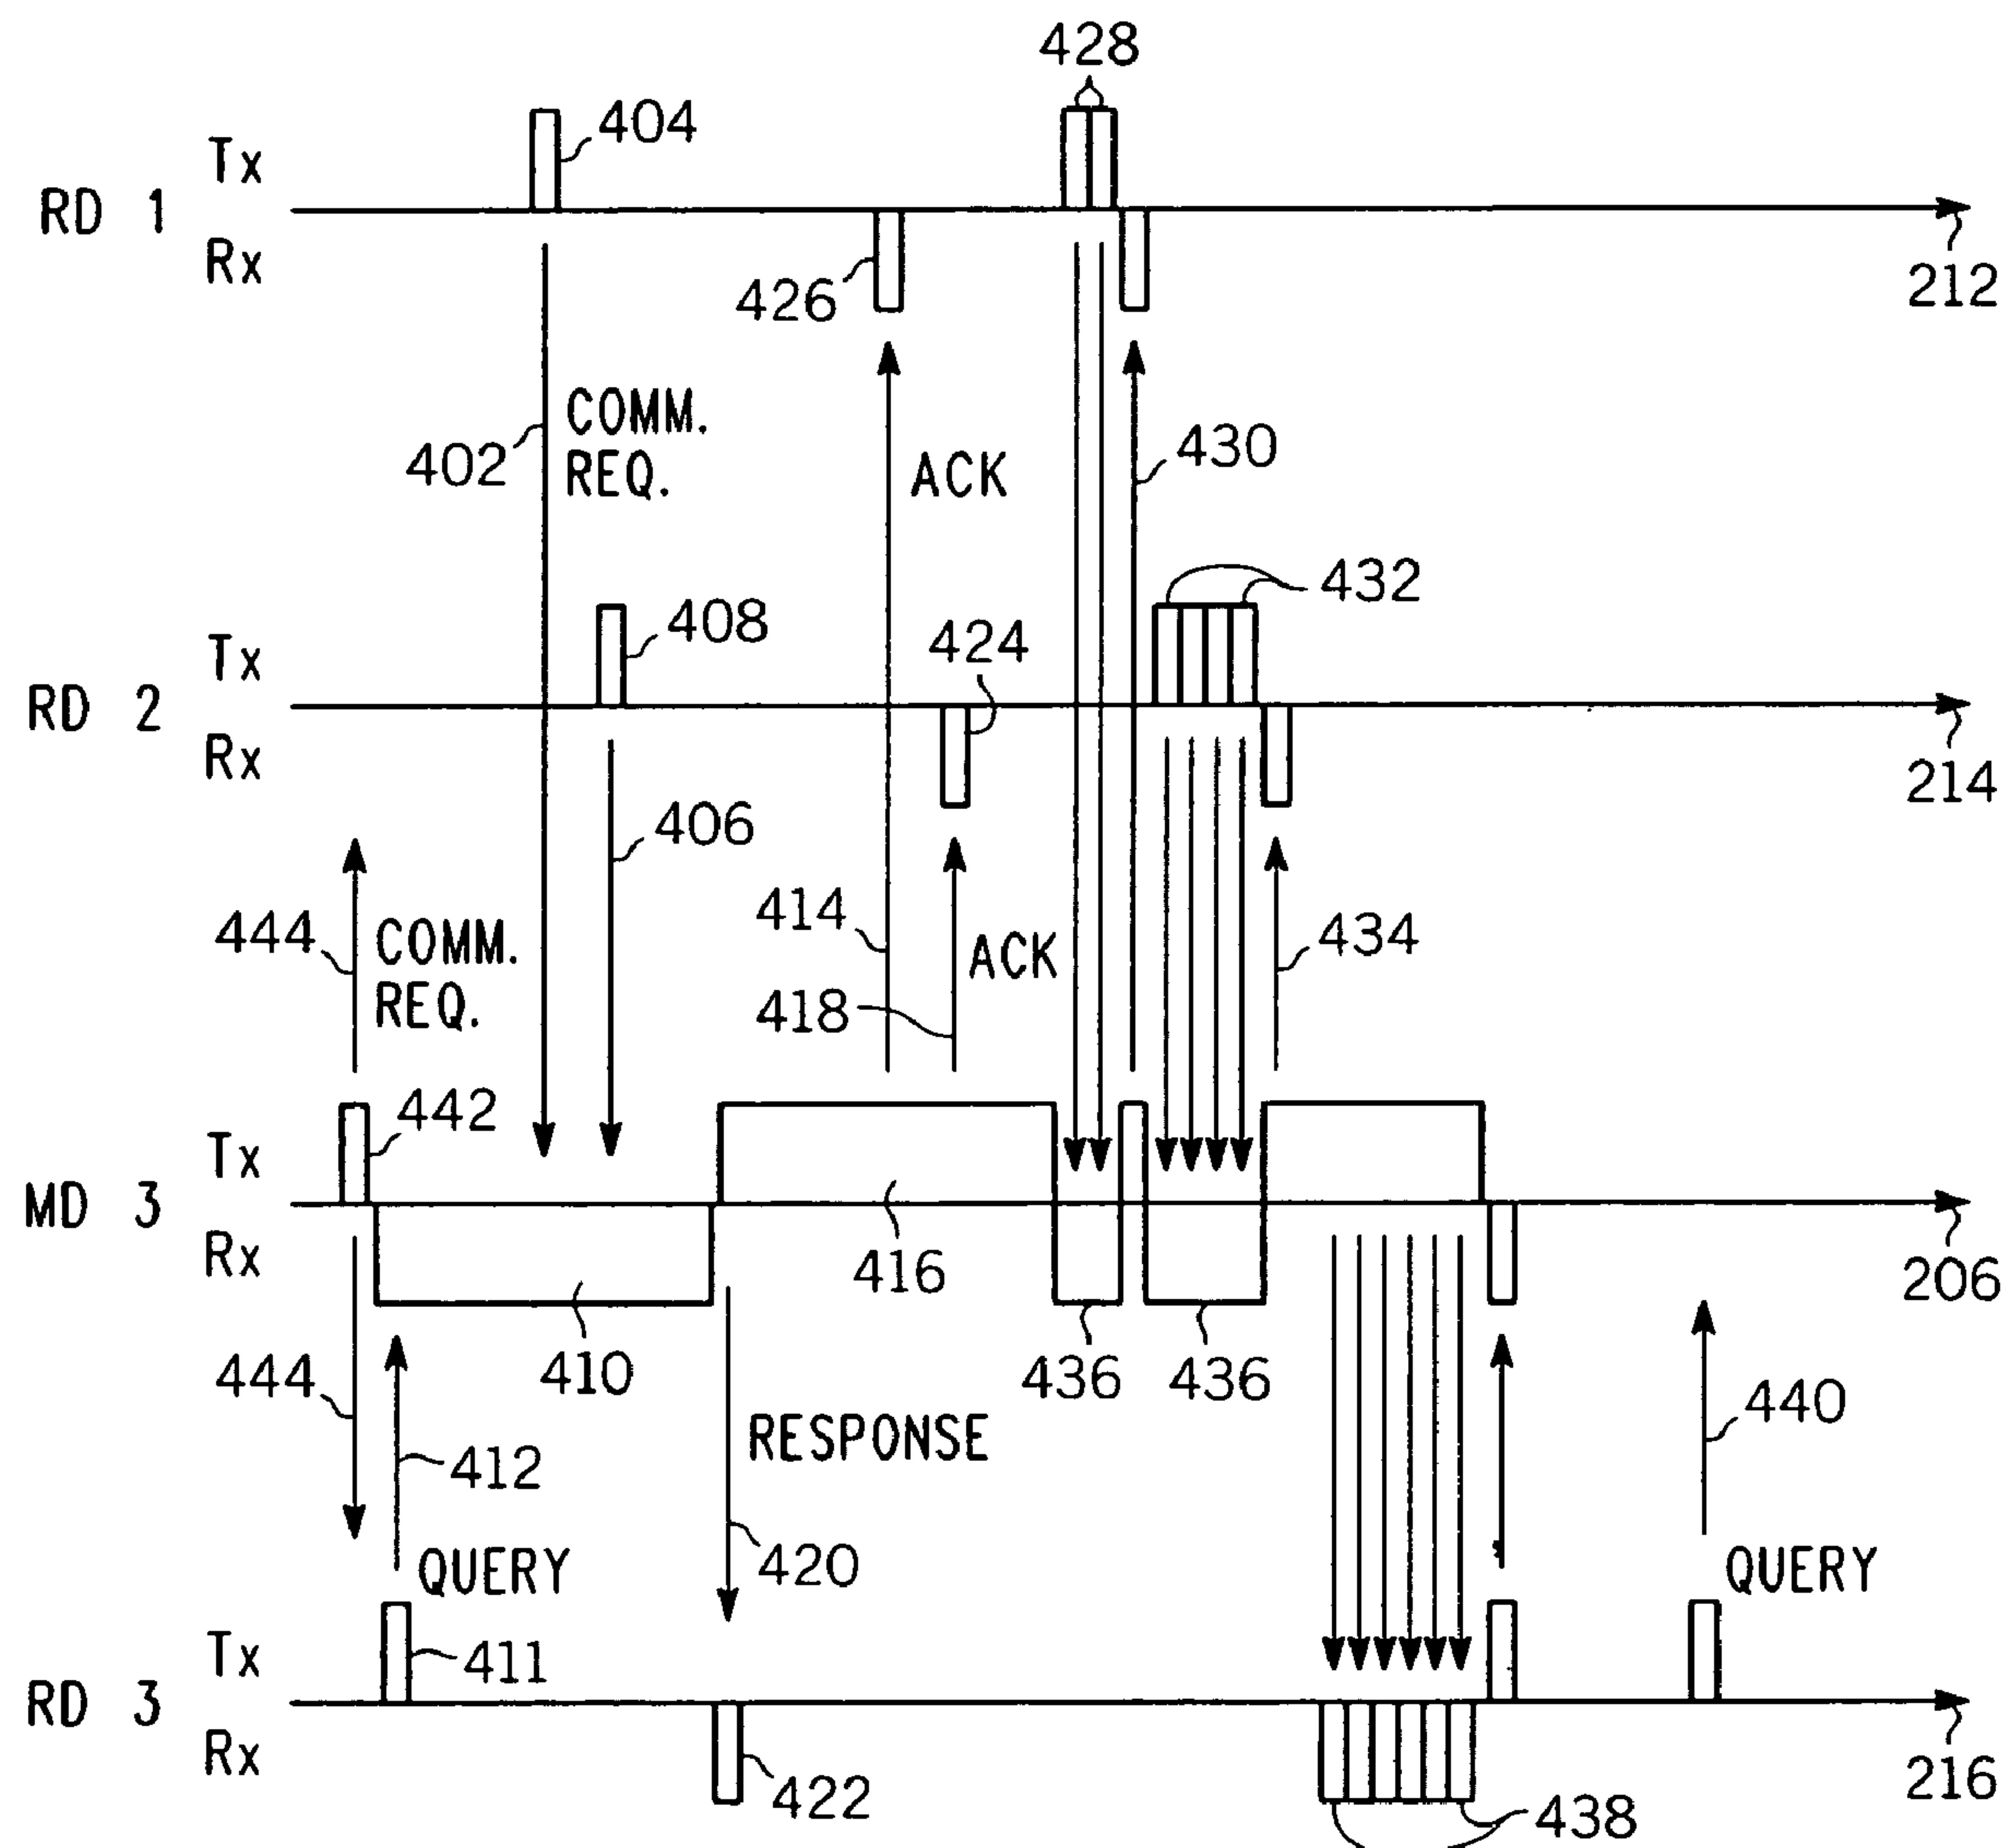 428
404
Tx
RD 1
Rx
426
212
COMM.
REQ.
402
ACK
430
432
408
424
Tx
RD 2
Rx
214
406
444
COMM.
REQ.
414
ACK
418
434
442
Tx
MD 3
Rx
416
206
410
436
436
444
RESPONSE
440
412
QUERY
420
QUERY
411
Tx
RD 3
Rx
422
216
438